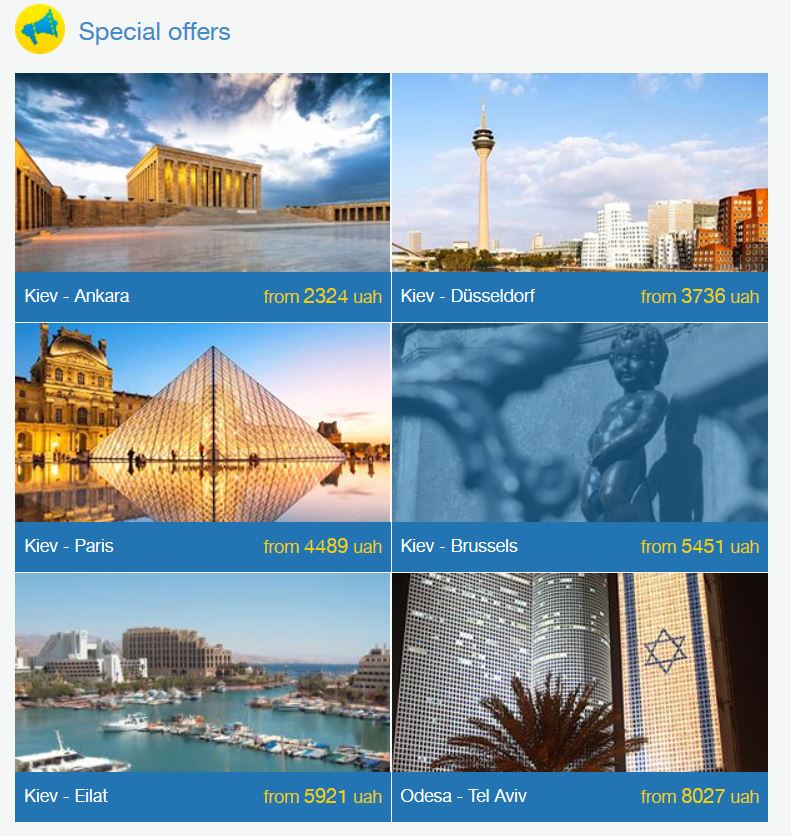 Special offers
Kiev - Ankara from 2324 uah
Kiev - Düsseldorf from 3736 uah
Kiev - Paris from 4489 uah
Kiev - Brussels from 5451 uah
Kiev - Eilat from 5921 uah
Odesa - Tel Aviv from 8027 uah